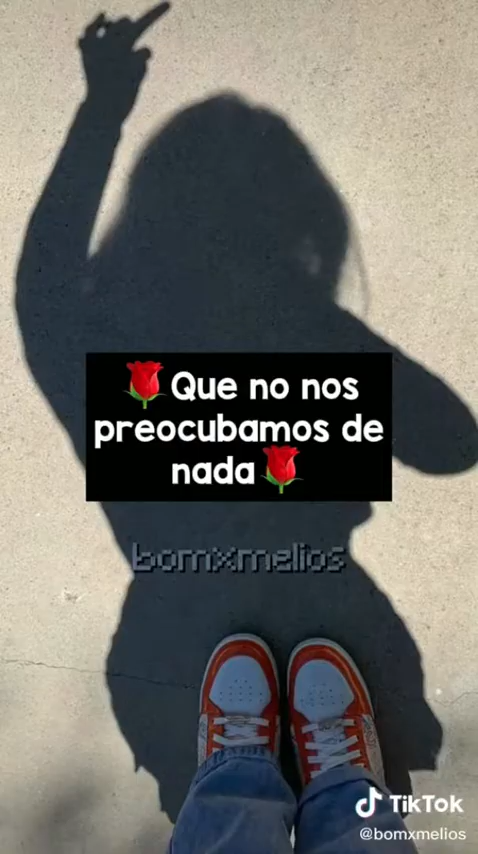 🌹Que no nos
preocubamos de
nada🌹
bomxmelios
TikTok
@bomxmelios